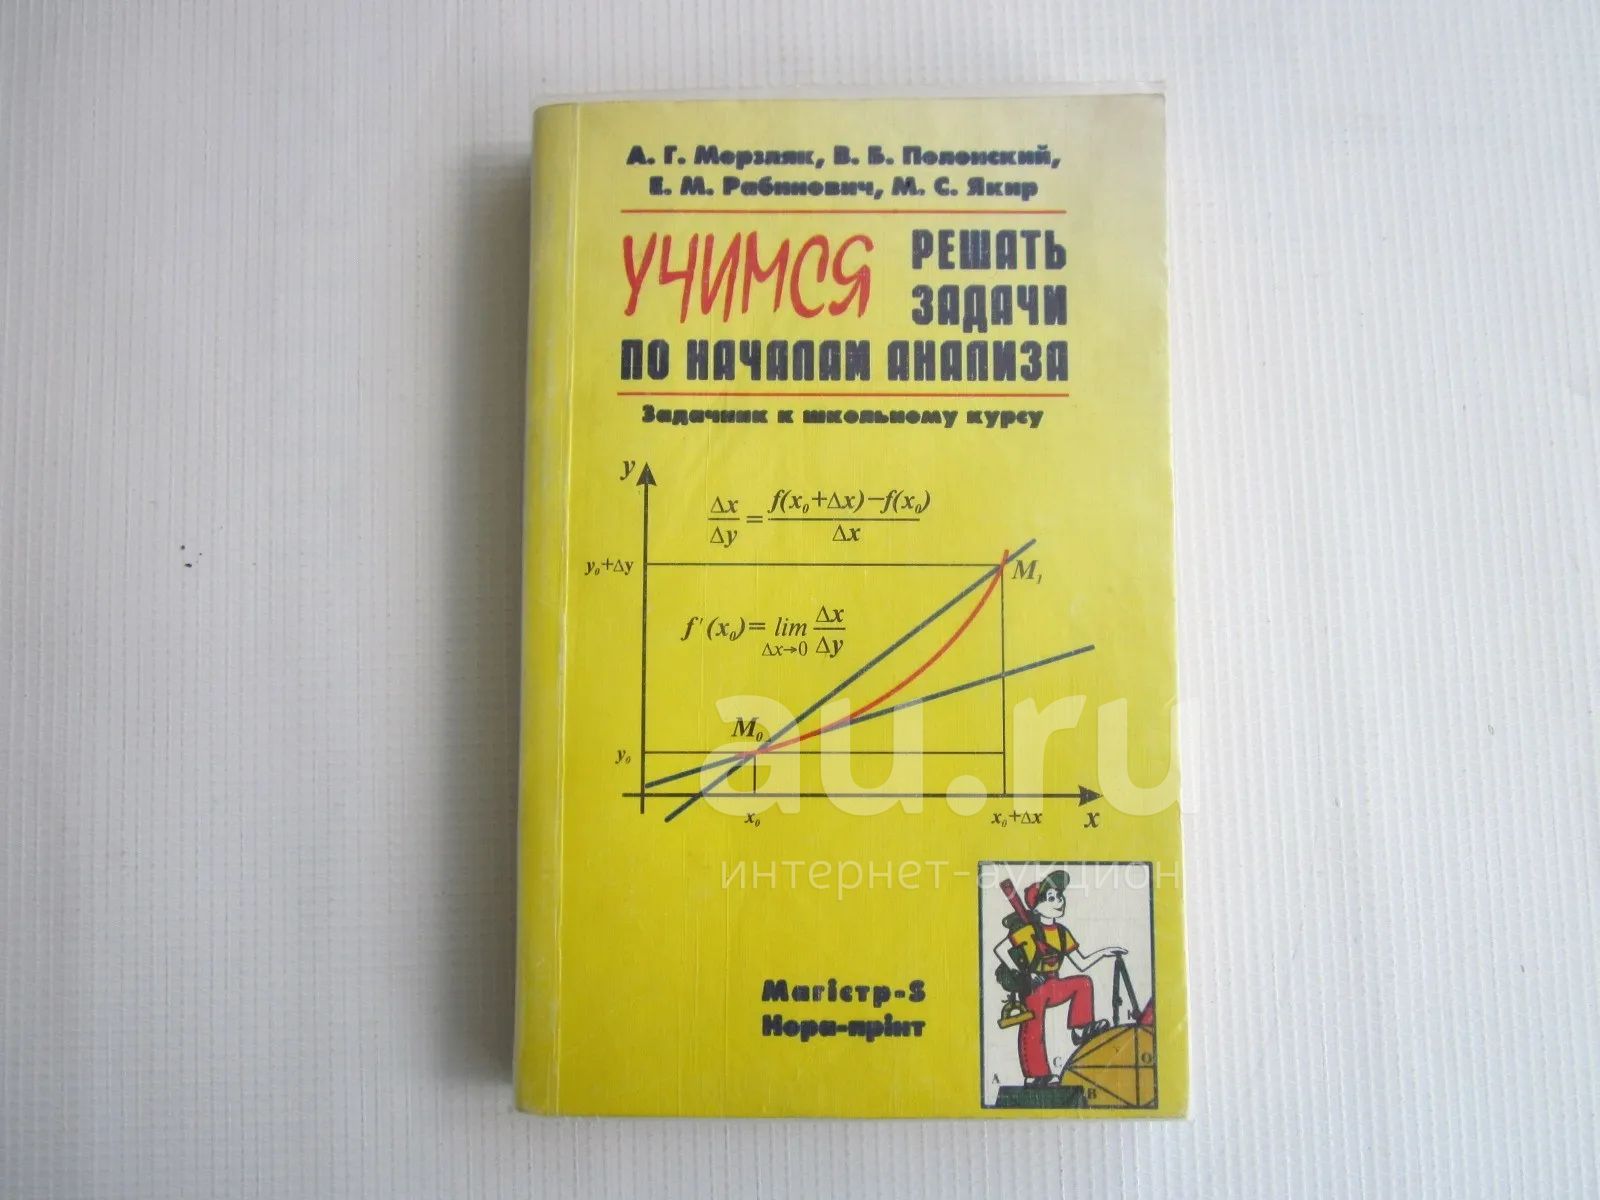 А. Г. Мерзляк, В. Б. Полонский,
Е. М. Рабинович, М. С. Якир
УЧИМСЯ РЕШАТЬ
ЗАДАЧИ
ПО НАЧАЛАМ АНАЛИЗА
Задачник к школьному курсу
y
Δx/Δy = (f(x₀+Δx)−f(x₀))/Δx
y₀+Δy
M₁
f'(x₀)= lim Δx/Δy
Δx→0
M₀
y₀
x₀ x₀+Δx x
au.ru
интернет-аукцион
Магістр-S
Нора-прінт
K
C O
A B